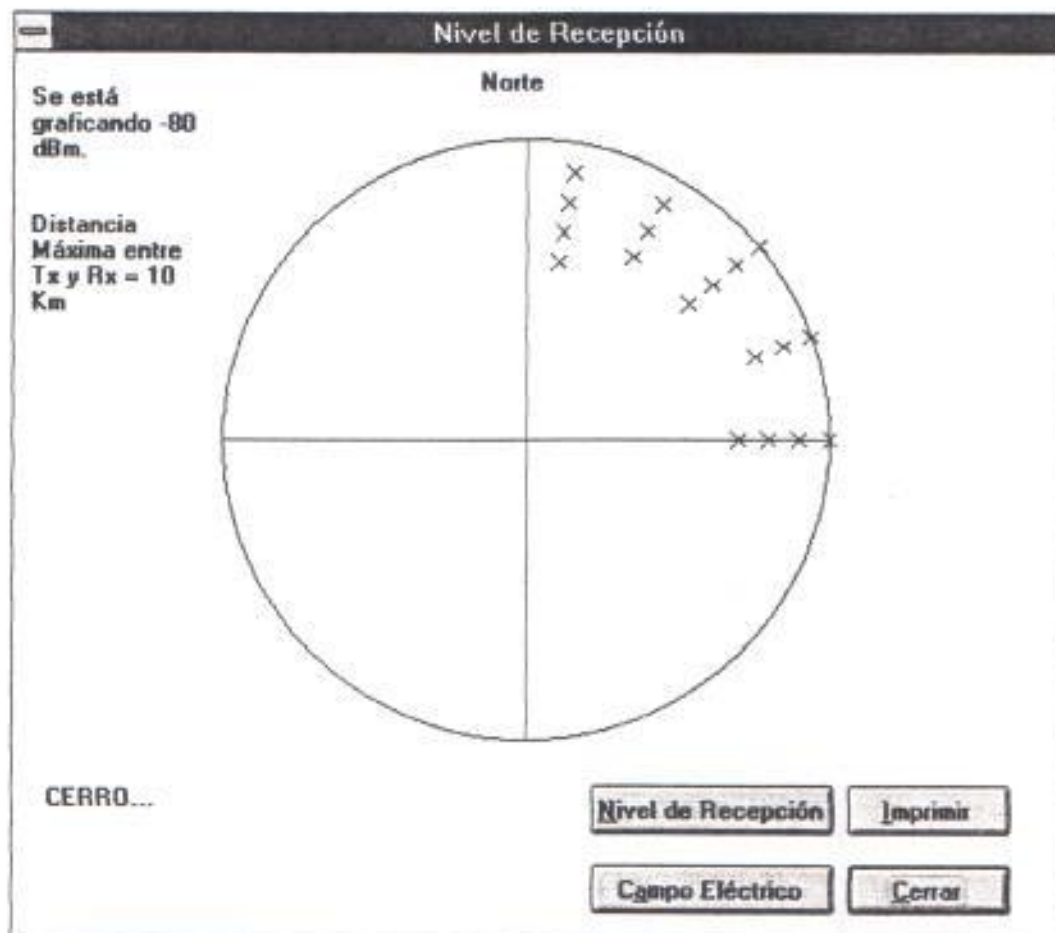 Nivel de Recepción
Norte
Se está
graficando -80
dBm.
Distancia
Máxima entre
Tx y Rx = 10
Km
CERRO...
Nivel de Recepción
Imprimir
Campo Eléctrico
Cerrar